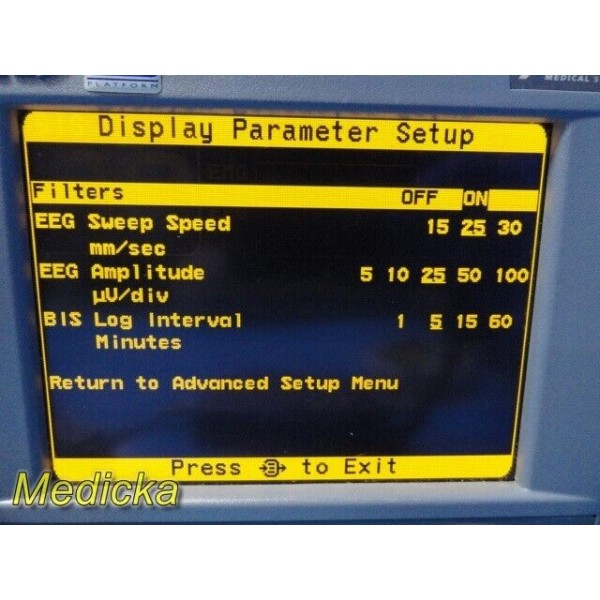 PLATFORM
MEDICAL S
Display Parameter Setup
Filters OFF ON
EEG Sweep Speed 15 25 30
mm/sec
EEG Amplitude 5 10 25 50 100
µV/div
BIS Log Interval 1 5 15 60
Minutes
Return to Advanced Setup Menu
Press to Exit
Medicka